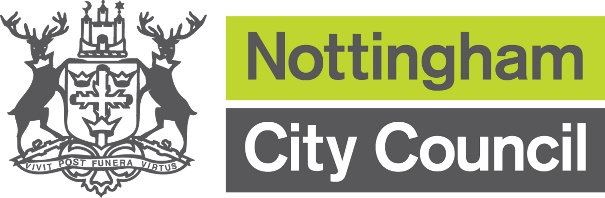 Nottingham
City Council
VIVIT POST FUNERA VIRTUS